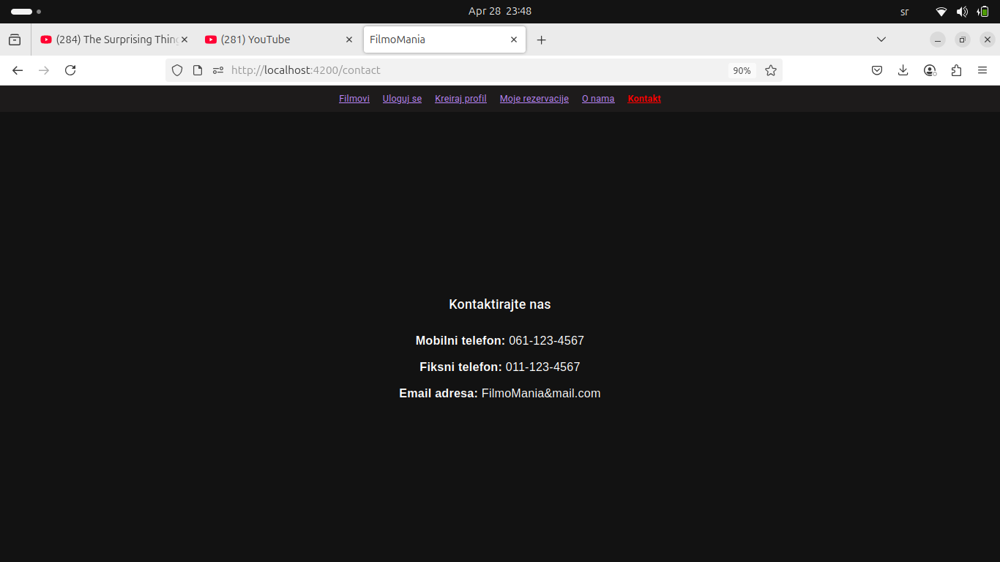 Apr 28 23:48
sr
(284) The Surprising Thing
(281) YouTube
FilmoMania
http://localhost:4200/contact
90%
Filmovi Uloguj se Kreiraj profil Moje rezervacije O nama Kontakt
Kontaktirajte nas
Mobilni telefon: 061-123-4567
Fiksni telefon: 011-123-4567
Email adresa: FilmoMania&mail.com